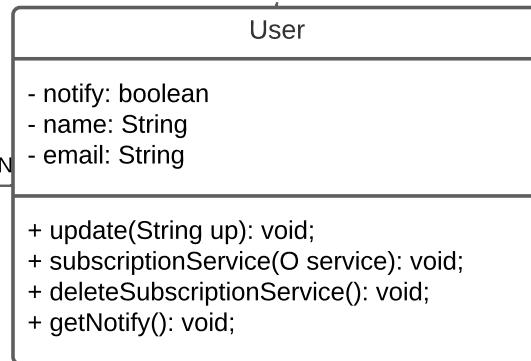 User
- notify: boolean
- name: String
- email: String
N
+ update(String up): void;
+ subscriptionService(O service): void;
+ deleteSubscriptionService(): void;
+ getNotify(): void;